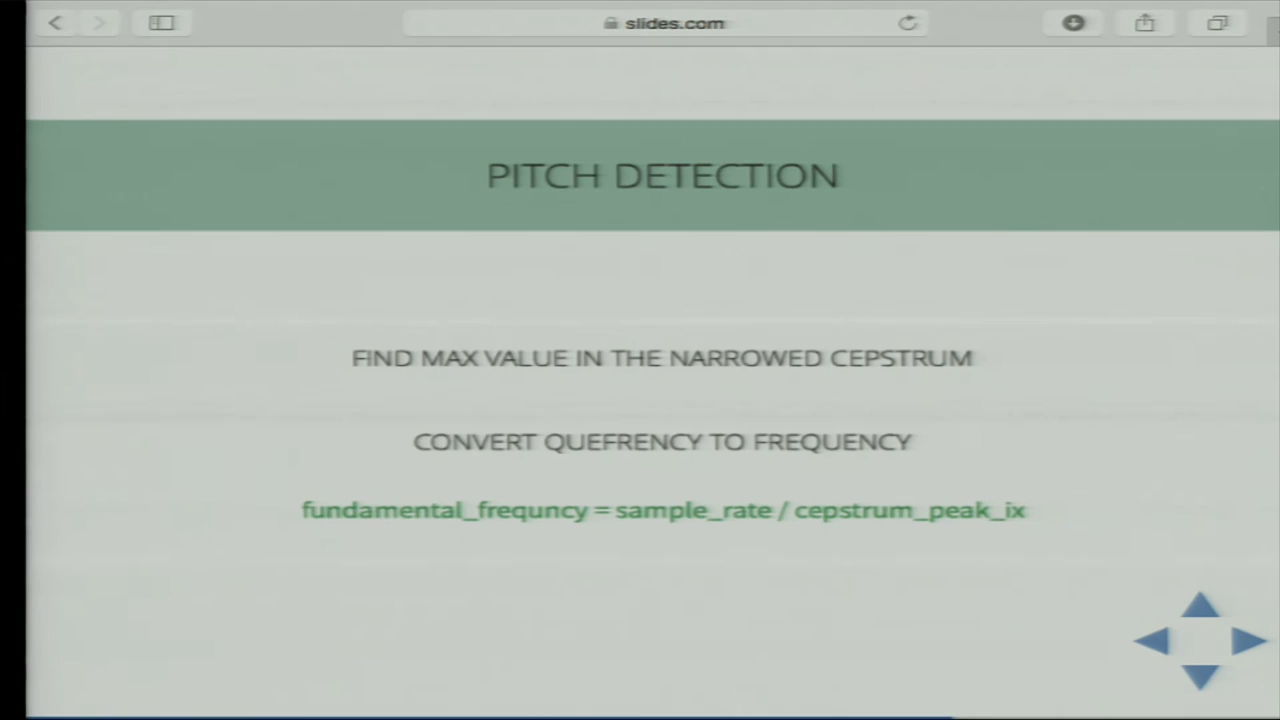 slides.com
PITCH DETECTION
FIND MAX VALUE IN THE NARROWED CEPSTRUM
CONVERT QUEFRENCY TO FREQUENCY
fundamental_frequncy = sample_rate / cepstrum_peak_ix